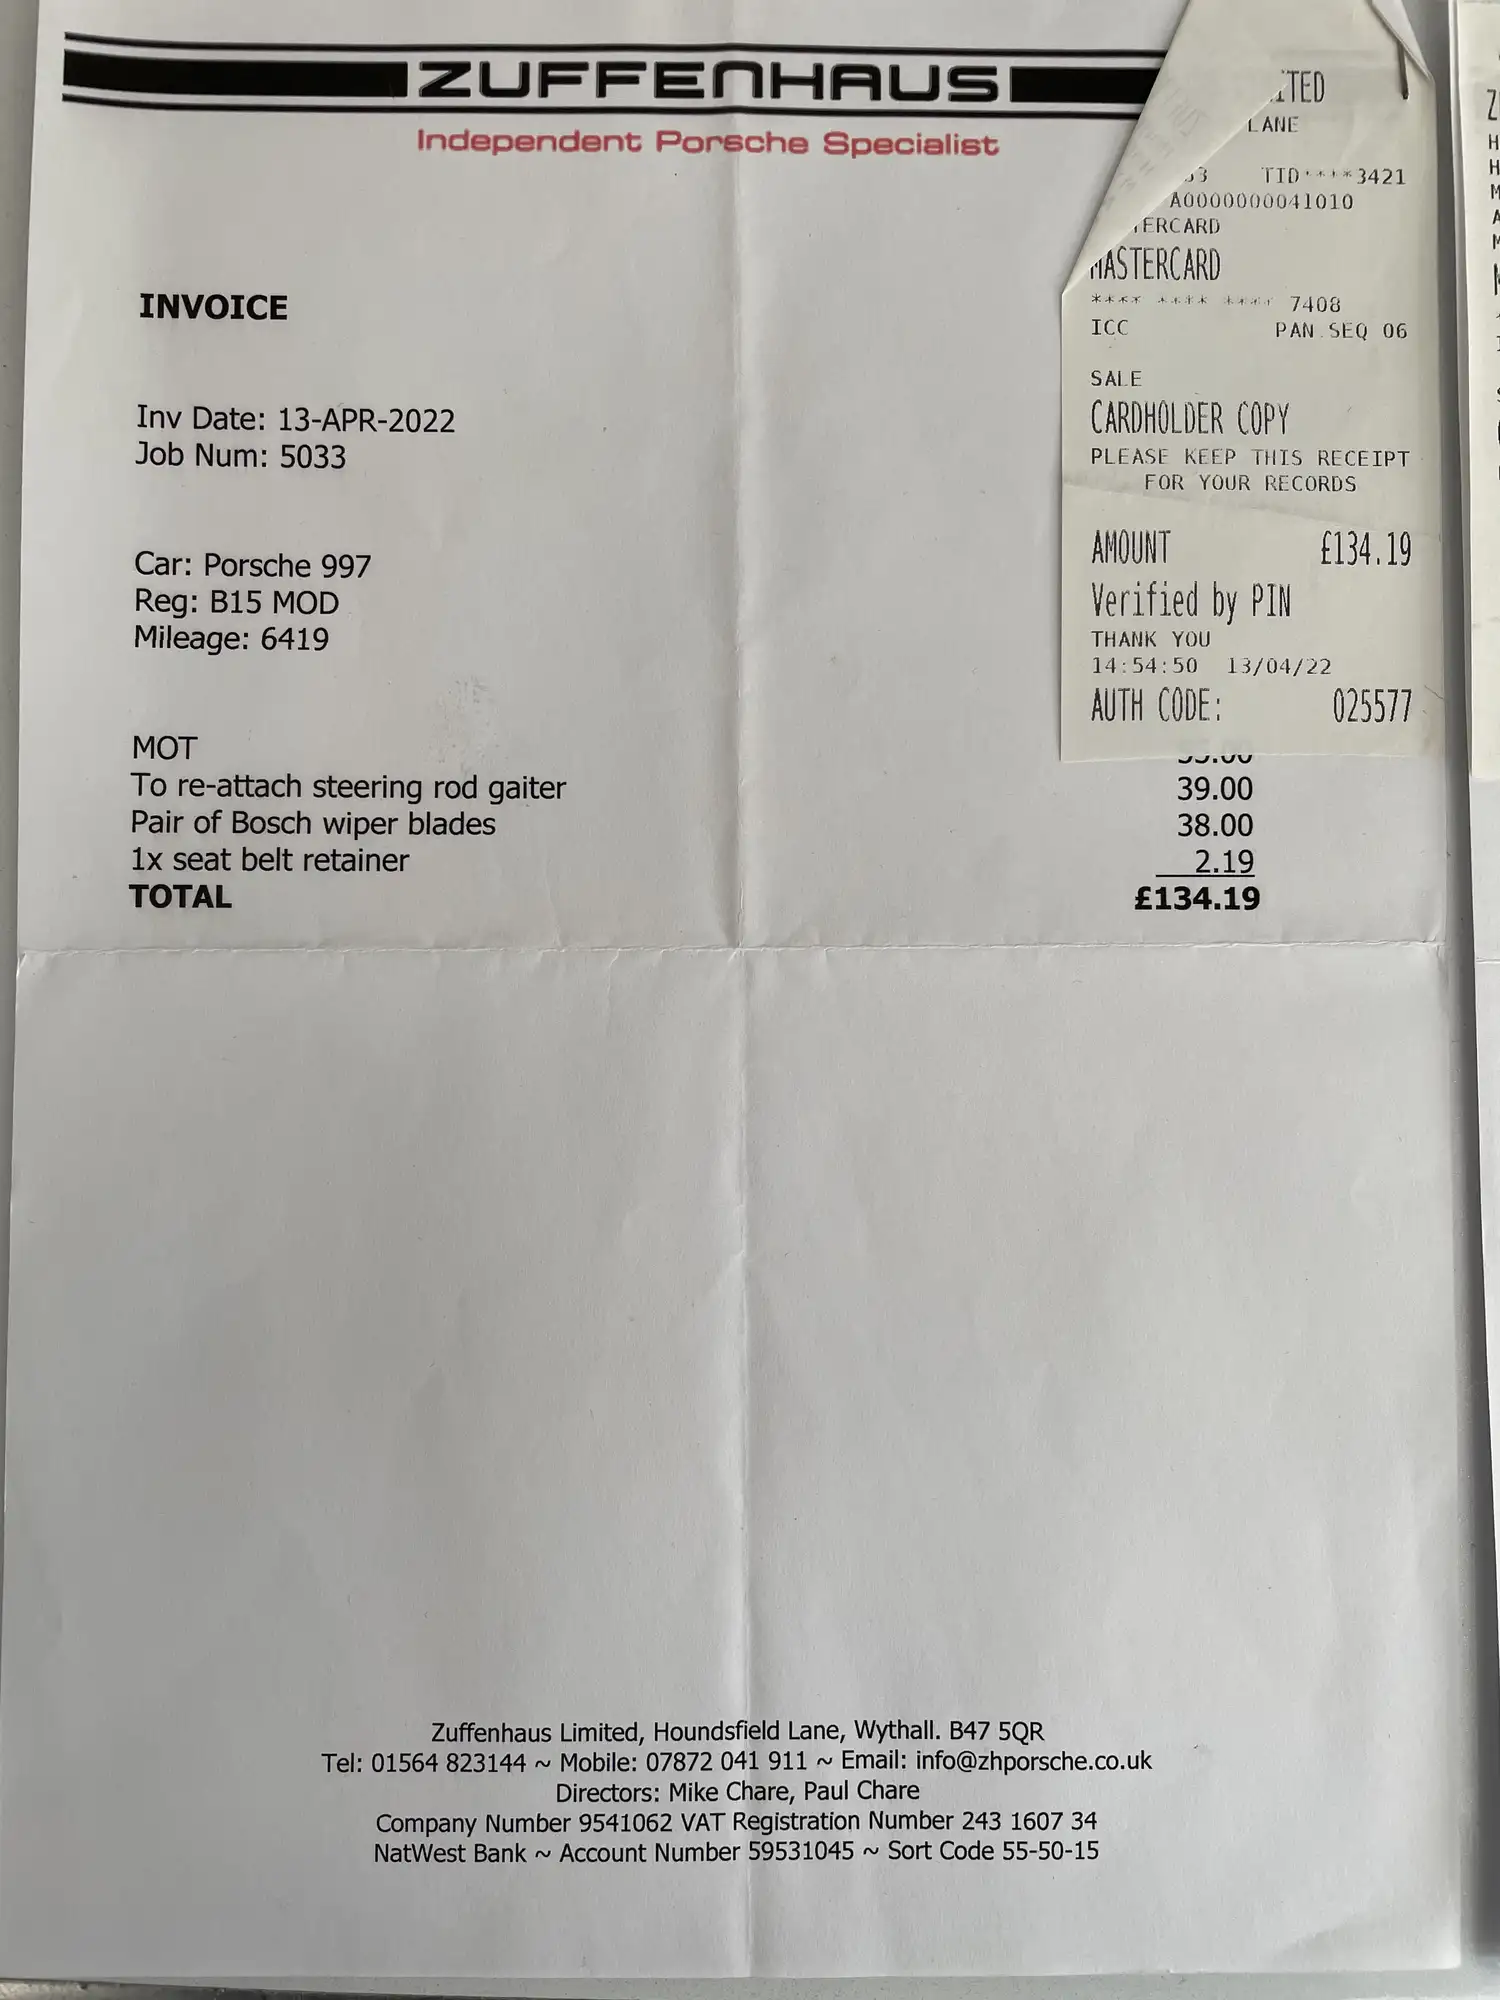 ZUFFENHAUS
Independent Porsche Specialist
INVOICE
Inv Date: 13-APR-2022
Job Num: 5033
Car: Porsche 997
Reg: B15 MOD
Mileage: 6419
MOT
To re-attach steering rod gaiter 39.00
Pair of Bosch wiper blades 38.00
1x seat belt retainer 2.19
TOTAL £134.19
LANE
TID****3421
A0000000041010
MASTERCARD
**** **** **** 7408
ICC PAN SEQ 06
SALE
CARDHOLDER COPY
PLEASE KEEP THIS RECEIPT
FOR YOUR RECORDS
AMOUNT £134.19
Verified by PIN
THANK YOU
14:54:50 13/04/22
AUTH CODE: 025577
Zuffenhaus Limited, Houndsfield Lane, Wythall. B47 5QR
Tel: 01564 823144 ~ Mobile: 07872 041 911 ~ Email: info@zhporsche.co.uk
Directors: Mike Chare, Paul Chare
Company Number 9541062 VAT Registration Number 243 1607 34
NatWest Bank ~ Account Number 59531045 ~ Sort Code 55-50-15